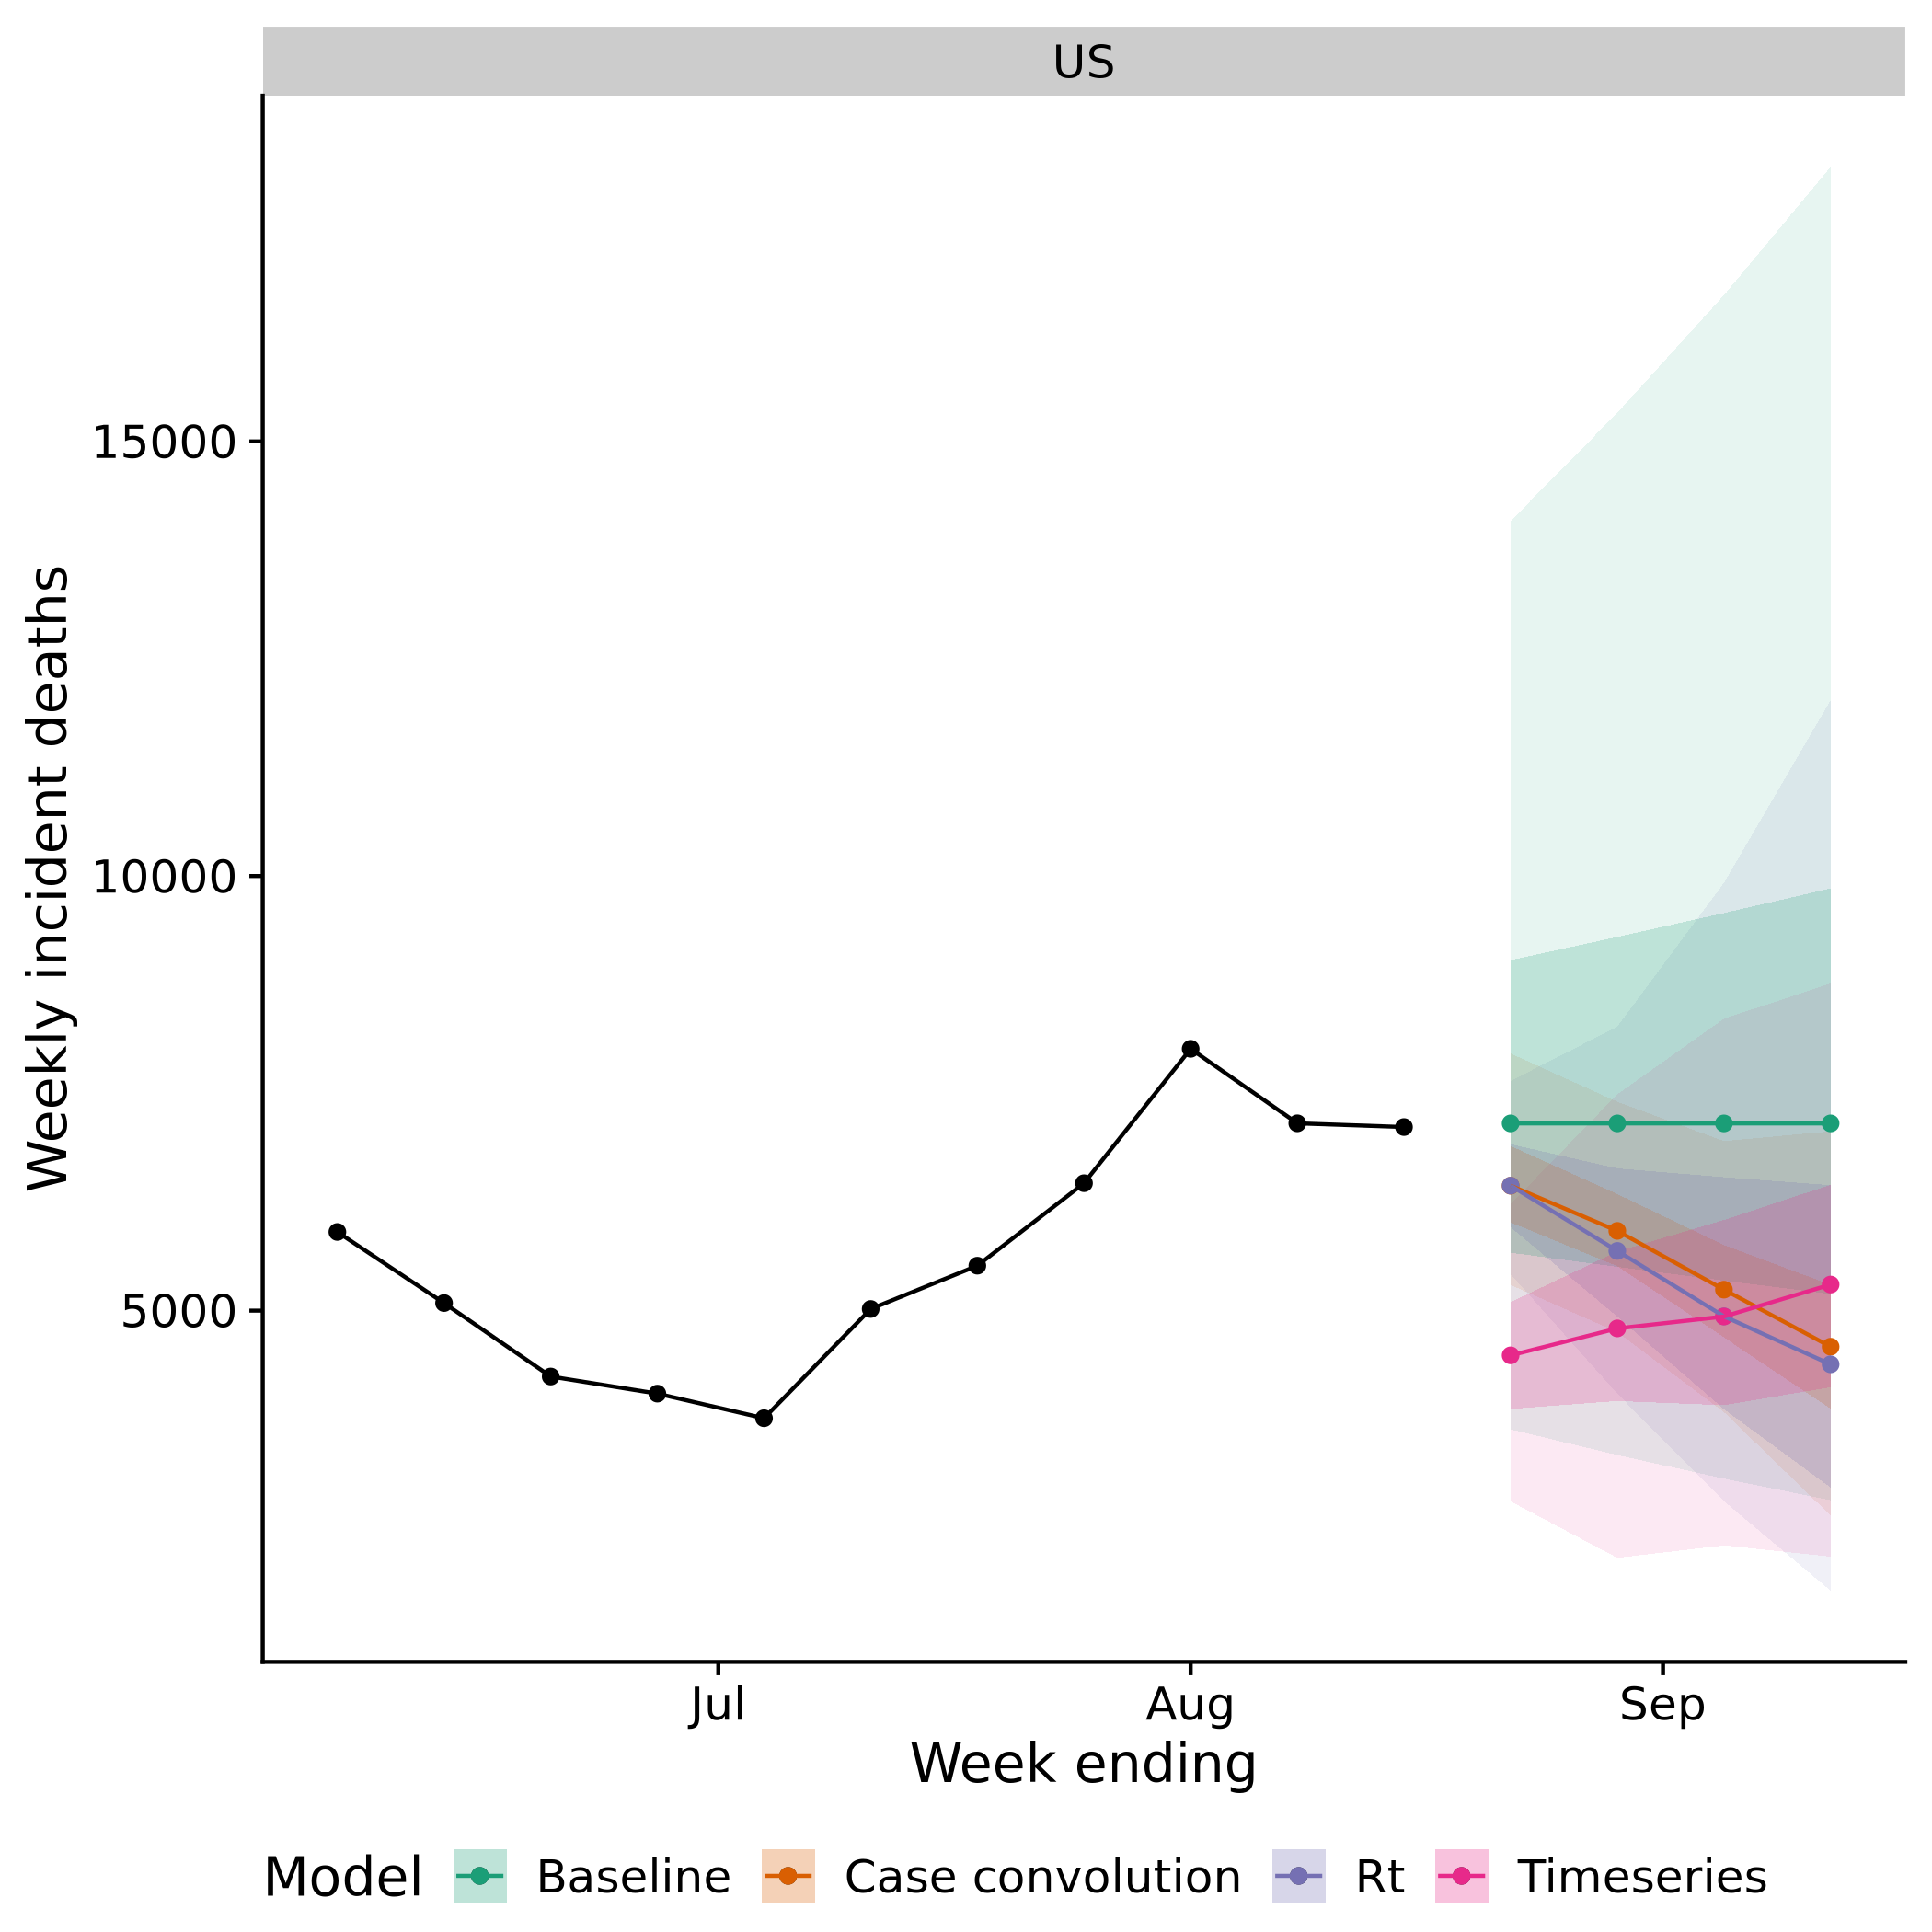 US
Weekly incident deaths
15000
10000
5000
Jul Aug Sep
Week ending
Model Baseline Case convolution Rt Timeseries